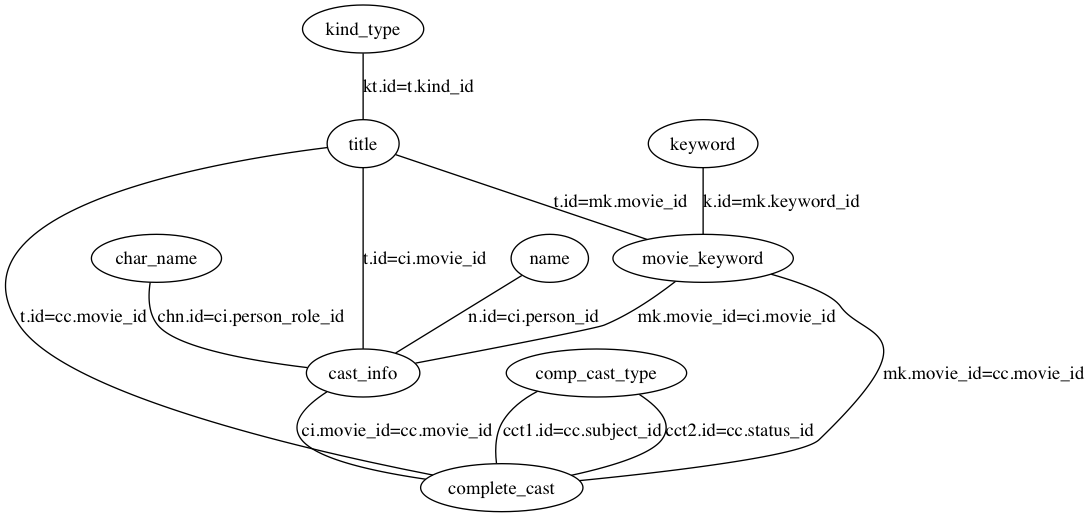 kind_type
kt.id=t.kind_id
title
keyword
t.id=mk.movie_id
k.id=mk.keyword_id
char_name
t.id=ci.movie_id
name
movie_keyword
t.id=cc.movie_id
chn.id=ci.person_role_id
n.id=ci.person_id
mk.movie_id=ci.movie_id
cast_info
comp_cast_type
mk.movie_id=cc.movie_id
ci.movie_id=cc.movie_id
cct1.id=cc.subject_id
cct2.id=cc.status_id
complete_cast